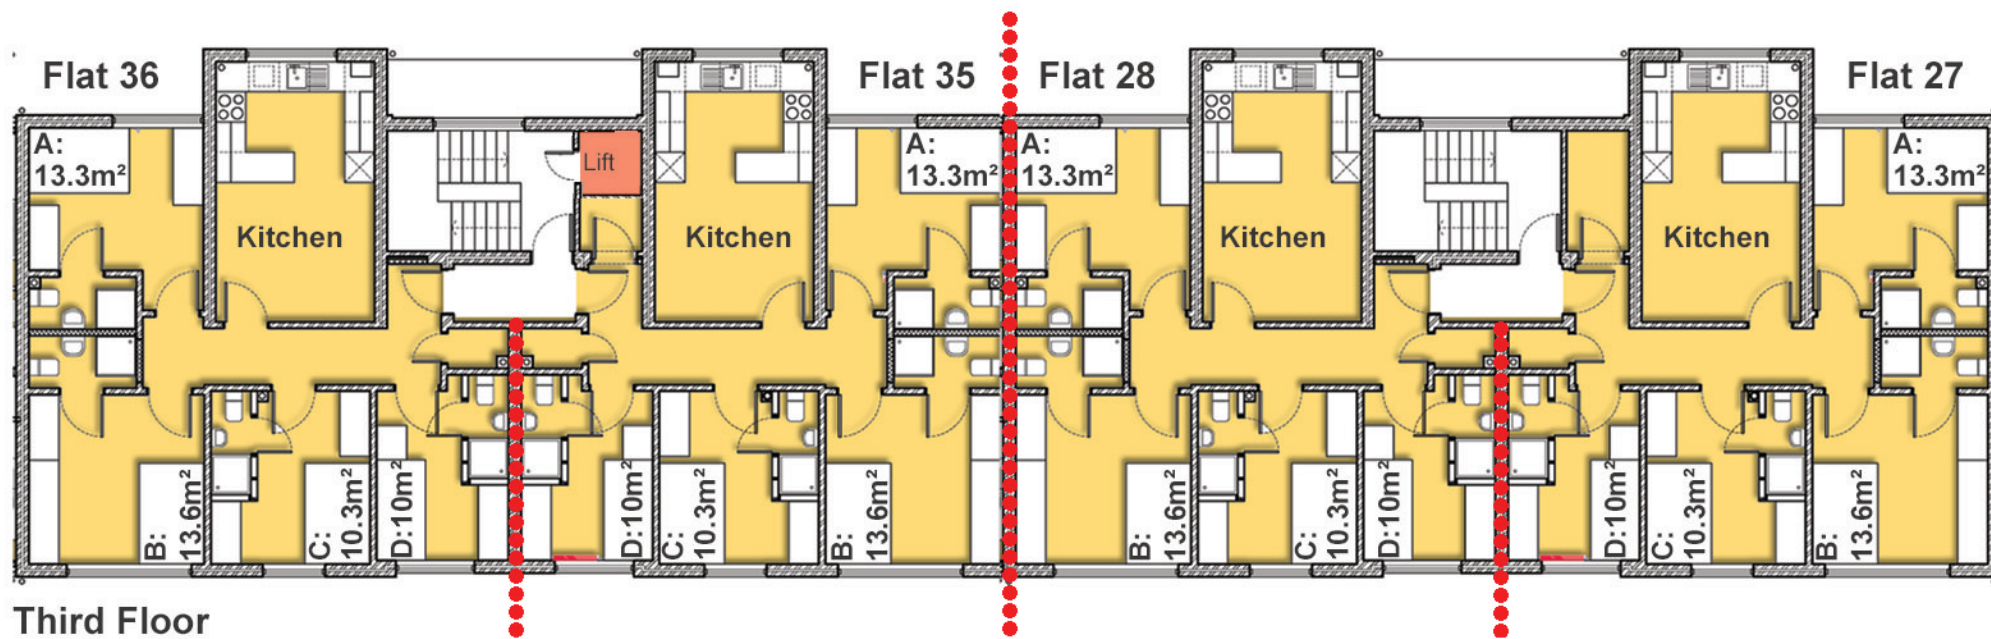 Flat 36
Flat 35
Flat 28
Flat 27
A:
13.3m²
Lift
A:
13.3m²
A:
13.3m²
A:
13.3m²
Kitchen
Kitchen
Kitchen
Kitchen
B:
13.6m²
C:
10.3m²
D:10m²
D:10m²
C:
10.3m²
B:
13.6m²
B:
13.6m²
C:
10.3m²
D:10m²
D:10m²
C:
10.3m²
B:
13.6m²
Third Floor